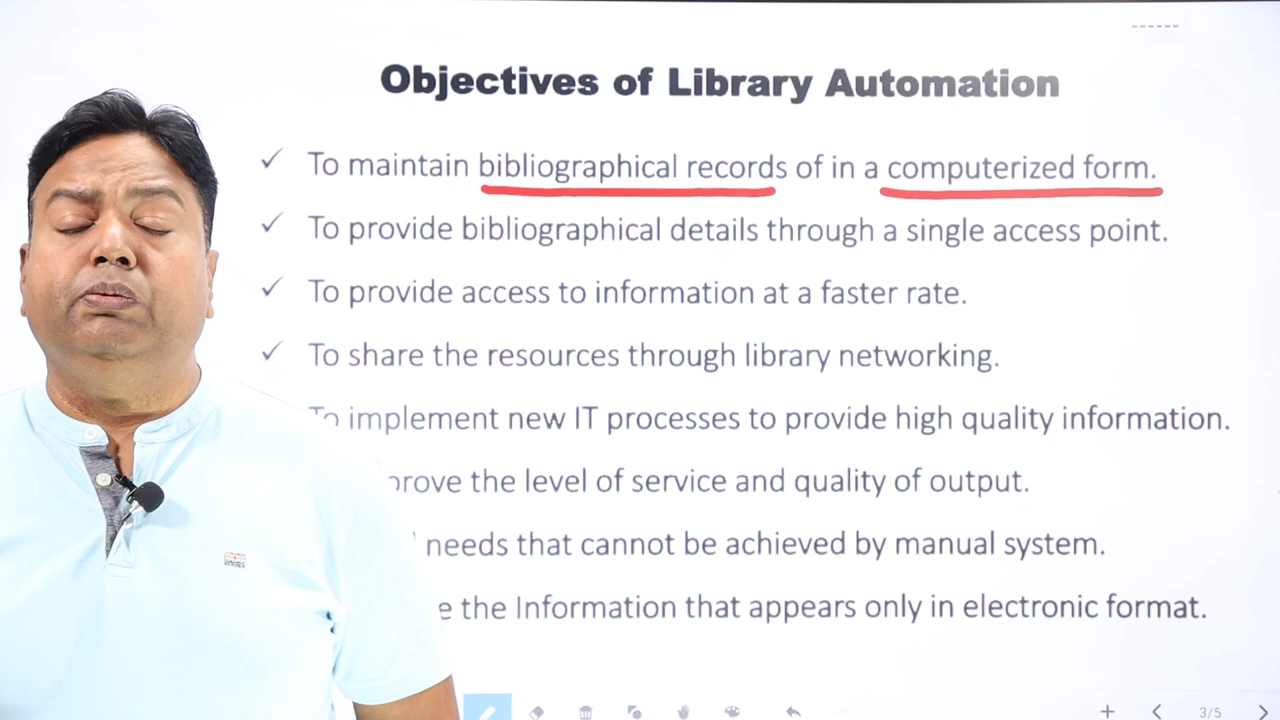 Objectives of Library Automation
✓ To maintain bibliographical records of in a computerized form.
✓ To provide bibliographical details through a single access point.
✓ To provide access to information at a faster rate.
✓ To share the resources through library networking.
To implement new IT processes to provide high quality information.
prove the level of service and quality of output.
needs that cannot be achieved by manual system.
e the Information that appears only in electronic format.
3/5